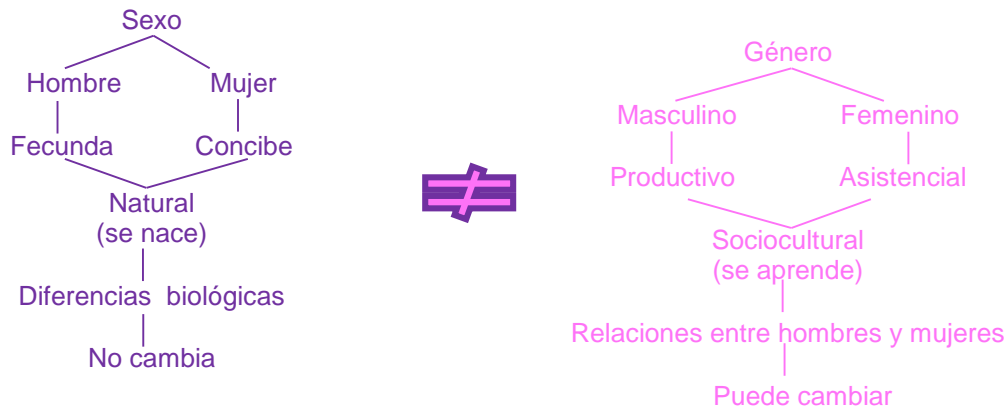 Sexo
Hombre
Mujer
Fecunda
Concibe
Natural
(se nace)
Diferencias biológicas
No cambia
≠
Género
Masculino
Femenino
Productivo
Asistencial
Sociocultural
(se aprende)
Relaciones entre hombres y mujeres
Puede cambiar